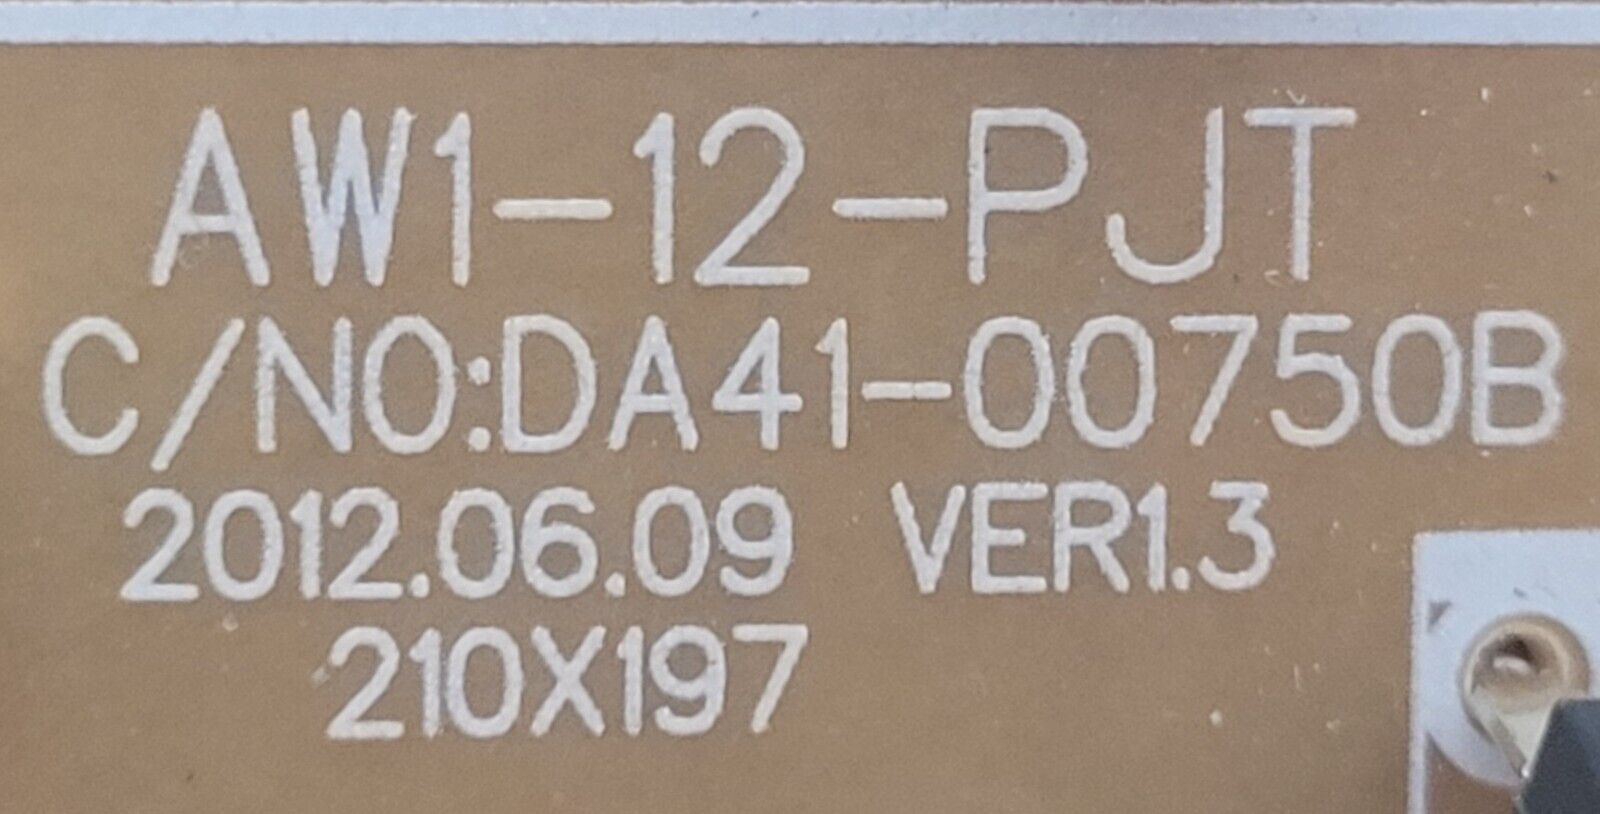 AW1-12-PJT
C/NO:DA41-00750B
2012.06.09 VER1.3
210X197